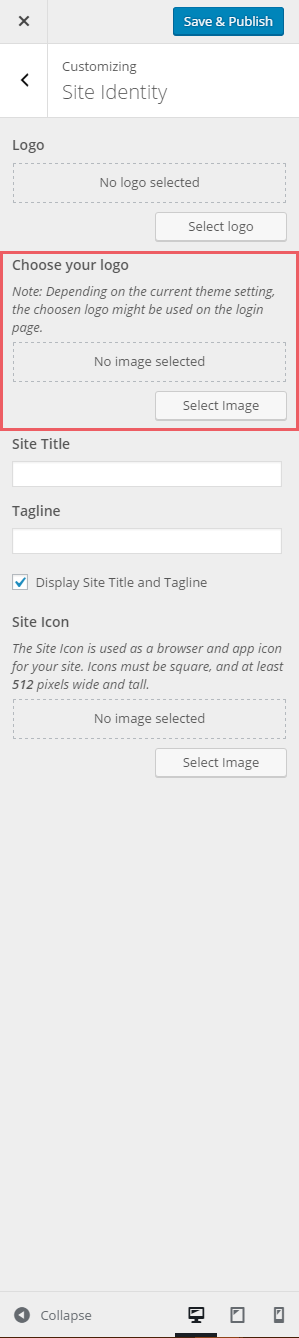 Save & Publish
Customizing
Site Identity
Logo
No logo selected
Select logo
Choose your logo
Note: Depending on the current theme setting,
the choosen logo might be used on the login
page.
No image selected
Select Image
Site Title
Tagline
Display Site Title and Tagline
Site Icon
The Site Icon is used as a browser and app icon
for your site. Icons must be square, and at least
512 pixels wide and tall.
No image selected
Select Image
Collapse